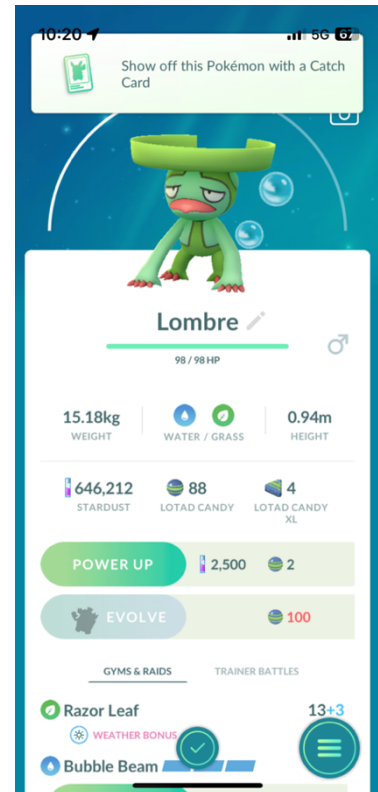 10:20
5G 67
Show off this Pokémon with a Catch
Card
Lombre
98 / 98 HP
15.18kg
WEIGHT
WATER / GRASS
0.94m
HEIGHT
646,212
STARDUST
88
LOTAD CANDY
4
LOTAD CANDY
XL
POWER UP
2,500
2
EVOLVE
100
GYMS & RAIDS
TRAINER BATTLES
Razor Leaf
13+3
WEATHER BONUS
Bubble Beam